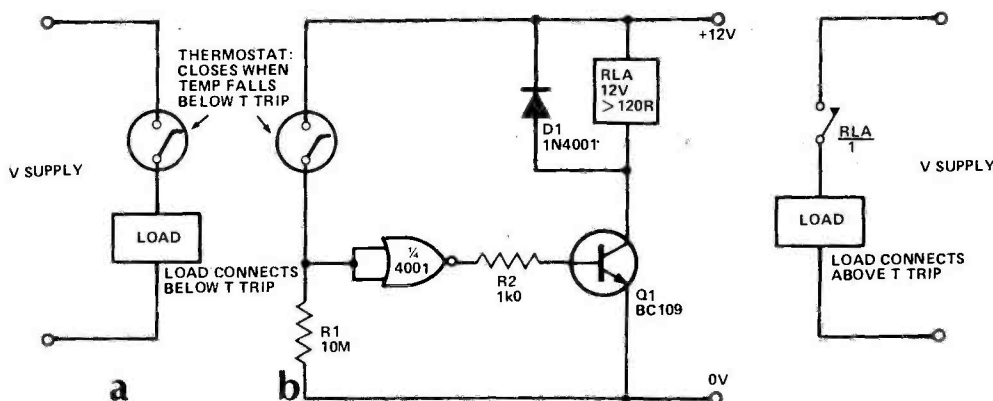 THERMOSTAT:
CLOSES WHEN
TEMP FALLS
BELOW T TRIP
V SUPPLY
LOAD
LOAD CONNECTS
BELOW T TRIP
a
b
R1
10M
¼
4001
R2
1k0
D1
1N4001
RLA
12V
> 120R
+12V
Q1
BC109
0V
RLA
1
V SUPPLY
LOAD
LOAD CONNECTS
ABOVE T TRIP